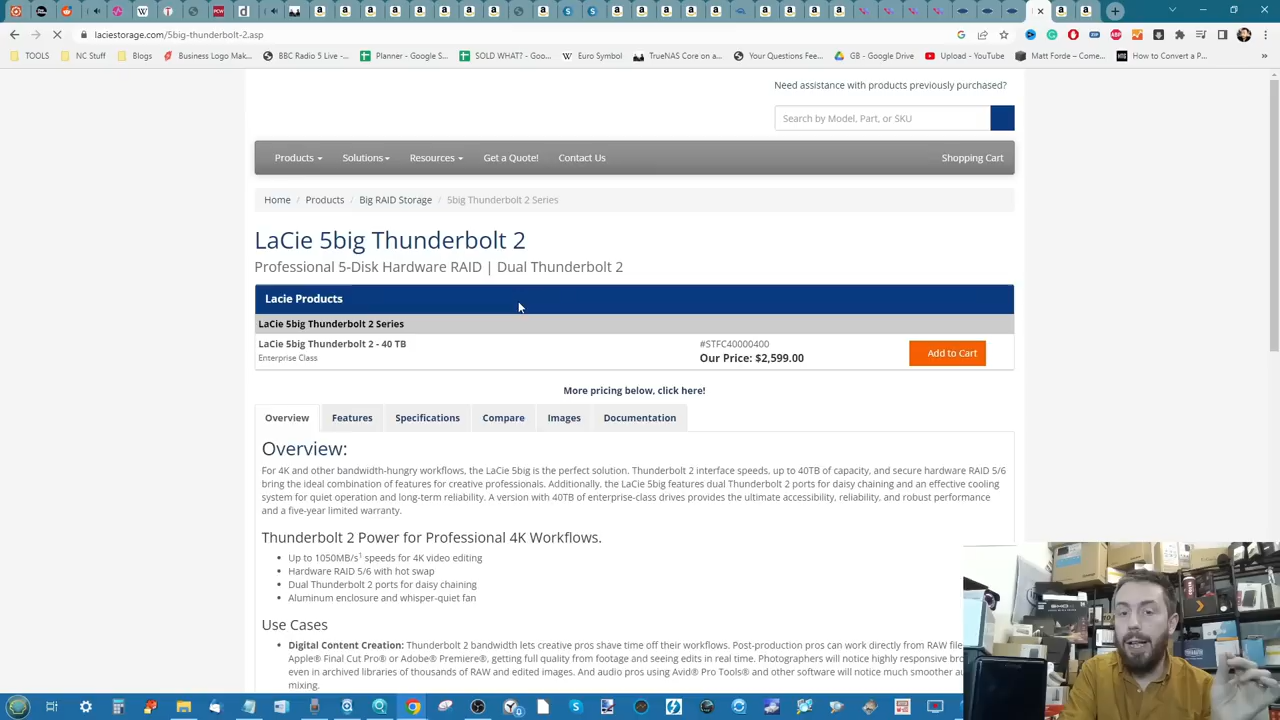 laciestorage.com/5big-thunderbolt-2.asp
TOOLS
NC Stuff
Blogs
Business Logo Mak...
BBC Radio 5 Live -...
Planner - Google S...
SOLD WHAT? - Goo...
Euro Symbol
TrueNAS Core on a...
Your Questions Fee...
GB - Google Drive
Upload - YouTube
Matt Forde – Come...
How to Convert a P...
Need assistance with products previously purchased?
Search by Model, Part, or SKU
Products
Solutions
Resources
Get a Quote!
Contact Us
Shopping Cart
Home / Products / Big RAID Storage / 5big Thunderbolt 2 Series
LaCie 5big Thunderbolt 2
Professional 5-Disk Hardware RAID | Dual Thunderbolt 2
Lacie Products
LaCie 5big Thunderbolt 2 Series
LaCie 5big Thunderbolt 2 - 40 TB
Enterprise Class
#STFC40000400
Our Price: $2,599.00
Add to Cart
More pricing below, click here!
Overview
Features
Specifications
Compare
Images
Documentation
Overview:
For 4K and other bandwidth-hungry workflows, the LaCie 5big is the perfect solution. Thunderbolt 2 interface speeds, up to 40TB of capacity, and secure hardware RAID 5/6
bring the ideal combination of features for creative professionals. Additionally, the LaCie 5big features dual Thunderbolt 2 ports for daisy chaining and an effective cooling
system for quiet operation and long-term reliability. A version with 40TB of enterprise-class drives provides the ultimate accessibility, reliability, and robust performance
and a five-year limited warranty.
Thunderbolt 2 Power for Professional 4K Workflows.
• Up to 1050MB/s1 speeds for 4K video editing
• Hardware RAID 5/6 with hot swap
• Dual Thunderbolt 2 ports for daisy chaining
• Aluminum enclosure and whisper-quiet fan
Use Cases
• Digital Content Creation: Thunderbolt 2 bandwidth lets creative pros shave time off their workflows. Post-production pros can work directly from RAW
Apple® Final Cut Pro® or Adobe® Premiere®, getting full quality from footage and seeing edits in real time. Photographers will notice highly responsive
even in archived libraries of thousands of RAW and edited images. And audio pros using Avid® Pro Tools® and other software will notice much smoother
mixing.